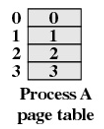 0 0
1 1
2 2
3 3
Process A
page table